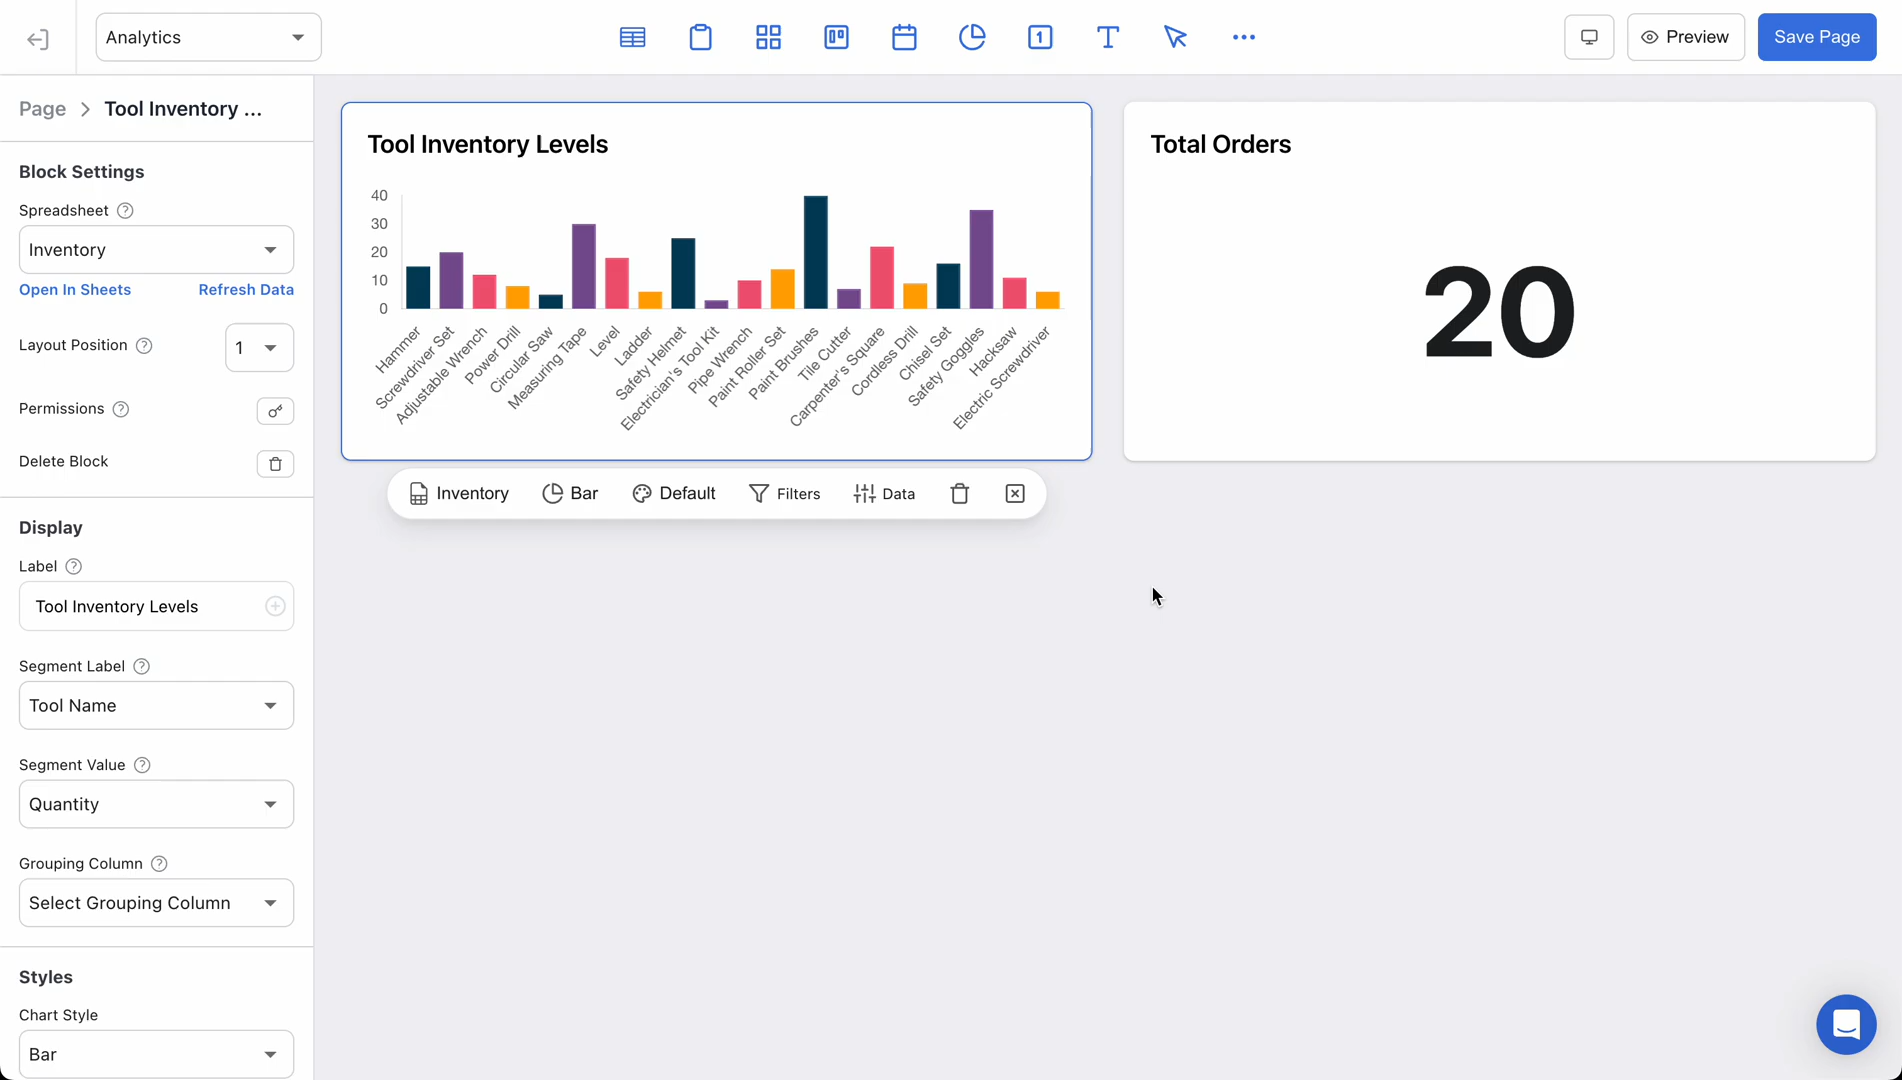 Analytics
1
T
Preview
Save Page
Page > Tool Inventory ...
Block Settings
Spreadsheet ?
Inventory
Open In Sheets
Refresh Data
Layout Position ?
1
Permissions ?
Delete Block
Display
Label ?
Tool Inventory Levels
Segment Label ?
Tool Name
Segment Value ?
Quantity
Grouping Column ?
Select Grouping Column
Styles
Chart Style
Bar
Tool Inventory Levels
40
30
20
10
0
Hammer
Screwdriver Set
Adjustable Wrench
Power Drill
Circular Saw
Measuring Tape
Level
Ladder
Safety Helmet
Electrician's Tool Kit
Pipe Wrench
Paint Roller Set
Paint Brushes
Tile Cutter
Carpenter's Square
Cordless Drill
Chisel Set
Safety Goggles
Hacksaw
Electric Screwdriver
Inventory
Bar
Default
Filters
Data
Total Orders
20